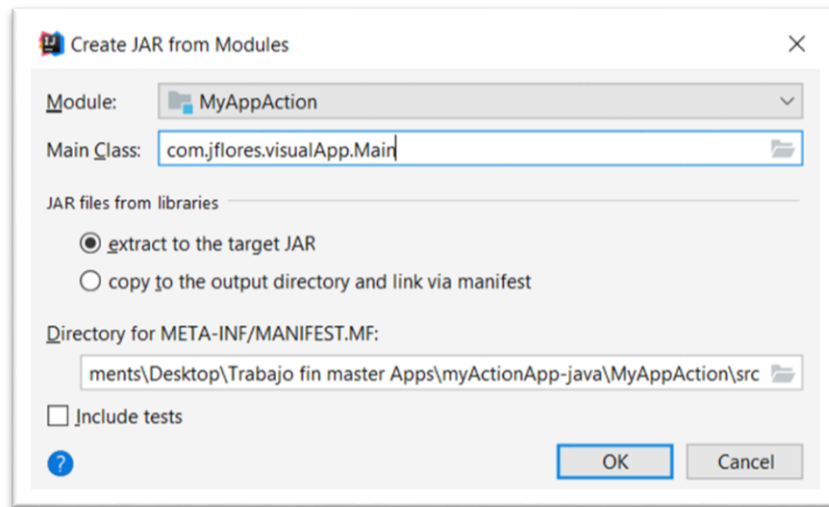 Create JAR from Modules
Module: MyAppAction
Main Class: com.jflores.visualApp.Main
JAR files from libraries
extract to the target JAR
copy to the output directory and link via manifest
Directory for META-INF/MANIFEST.MF:
ments\Desktop\Trabajo fin master Apps\myActionApp-java\MyAppAction\src
Include tests
? OK Cancel